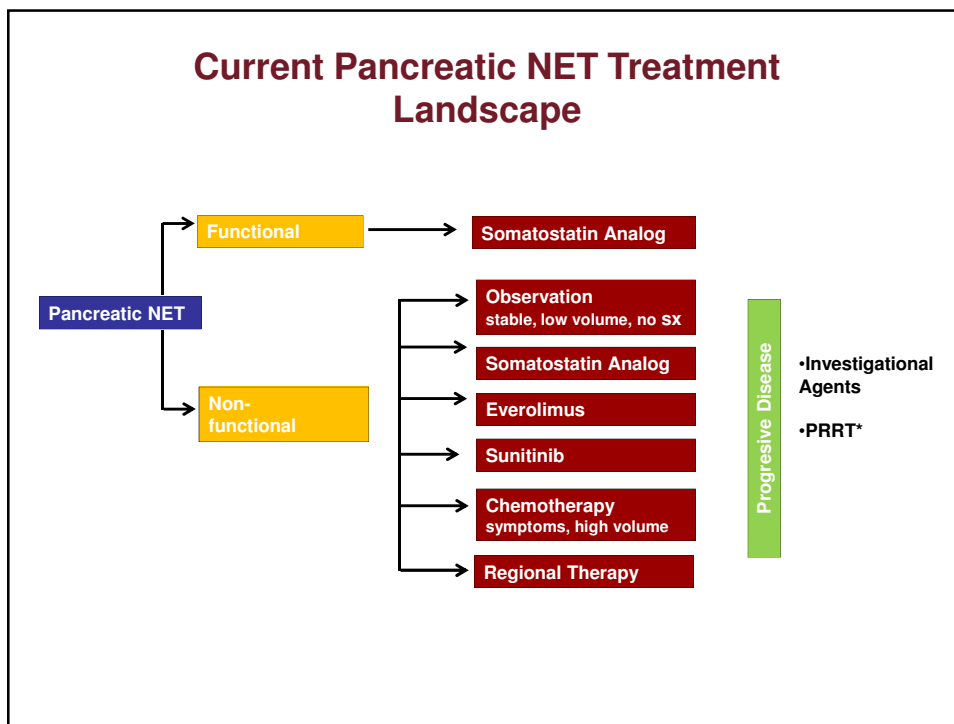 Current Pancreatic NET Treatment
Landscape
Functional
Somatostatin Analog
Pancreatic NET
Observation
stable, low volume, no sx
Somatostatin Analog
Non-
functional
Everolimus
Sunitinib
Chemotherapy
symptoms, high volume
Regional Therapy
Progresive Disease
•Investigational
Agents
•PRRT*